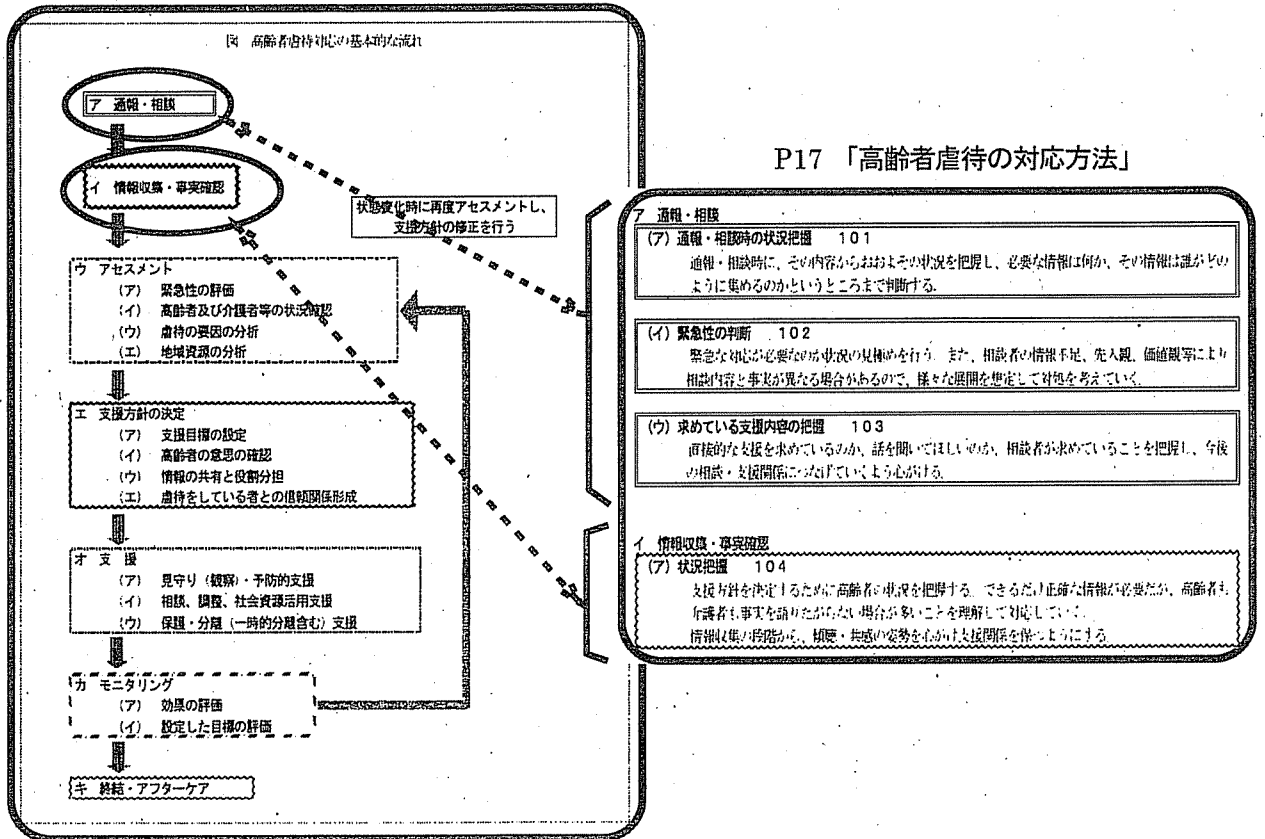 図 高齢者虐待対応の基本的な流れ
ア 通報・相談
イ 情報収集・事実確認
状態変化時に再度アセスメントし、
支援方針の修正を行う
ウ アセスメント
(ア) 緊急性の評価
(イ) 高齢者及び介護者等の状況確認
(ウ) 虐待の要因の分析
(エ) 地域資源の分析
エ 支援方針の決定
(ア) 支援目標の設定
(イ) 高齢者の意思の確認
(ウ) 情報の共有と役割分担
(エ) 虐待をしている者との信頼関係形成
オ 支 援
(ア) 見守り(観察)・予防的支援
(イ) 相談、調整、社会資源活用支援
(ウ) 保護・分離(一時的分離含む)支援
カ モニタリング
(ア) 効果の評価
(イ) 設定した目標の評価
キ 終結・アフターケア
P17 「高齢者虐待の対応方法」
ア 通報・相談
(ア) 通報・相談時の状況把握 101
通報・相談時に、その内容からおおよその状況を把握し、必要な情報は何か、その情報は誰がどの
ように集めるのかというところまで判断する。
(イ) 緊急性の判断 102
緊急な対応が必要なのか状況の見極めを行う。また、相談者の情報不足、先入観、価値観等により
相談内容と事実が異なる場合があるので、様々な展開を想定して対処を考えていく。
(ウ) 求めている支援内容の把握 103
直接的な支援を求めているのか、話を聞いてほしいのか、相談者が求めていることを把握し、今後
の相談・支援関係につなげていくよう心がける。
イ 情報収集・事実確認
(ア) 状況把握 104
支援方針を決定するために高齢者の状況を把握する。できるだけ正確な情報が必要だが、高齢者も
介護者も事実を語りたがらない場合が多いことを理解して対応していく。
情報収集の段階から、傾聴・共感の姿勢を心がけ支援関係を保つようにする。